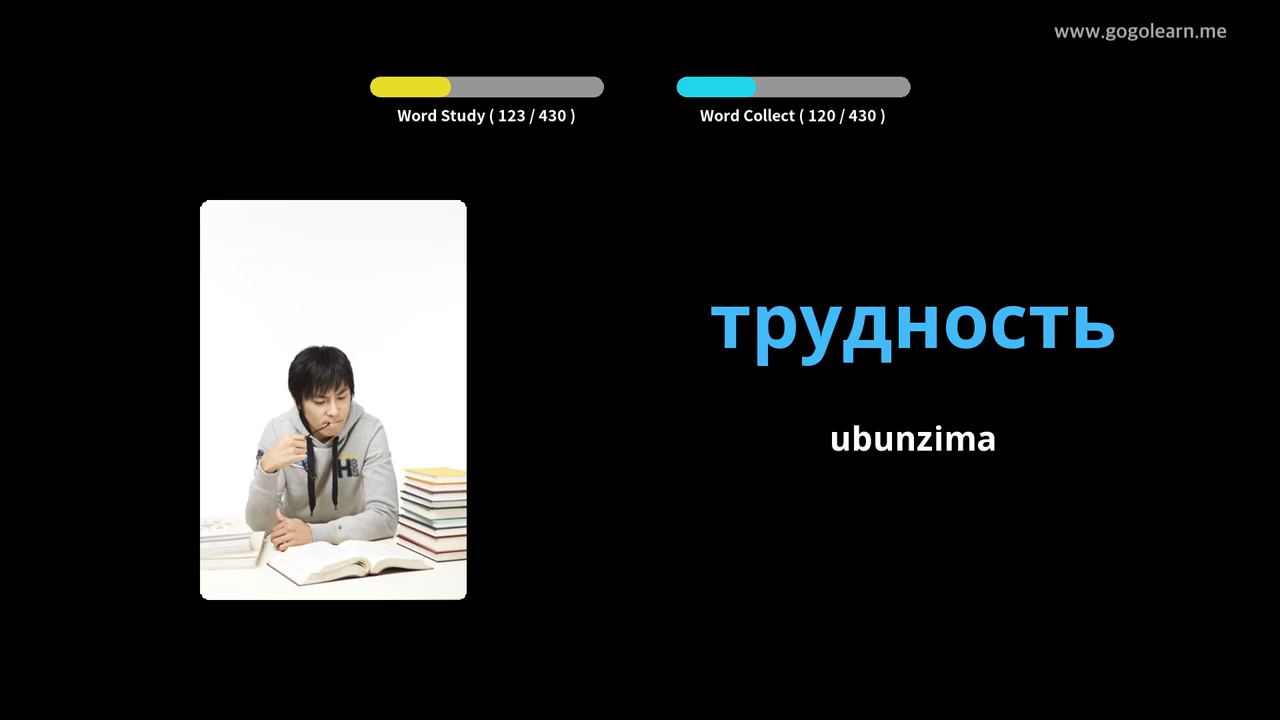 www.gogolearn.me
Word Study ( 123 / 430 )
Word Collect ( 120 / 430 )
трудность
ubunzima
H